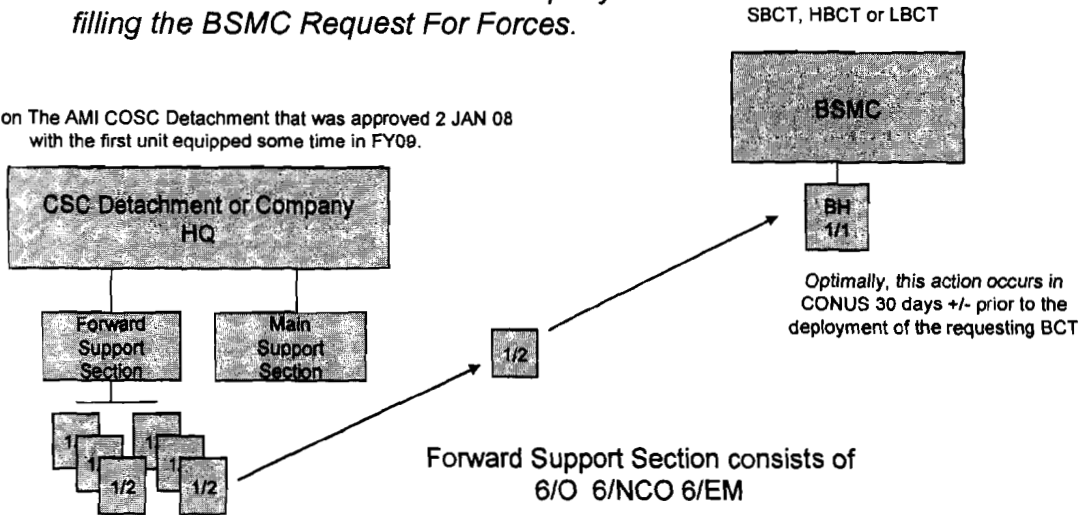 filling the BSMC Request For Forces.
SBCT, HBCT or LBCT
on The AMI COSC Detachment that was approved 2 JAN 08
with the first unit equipped some time in FY09.
BSMC
CSC Detachment or Company
HQ
BH
1/1
Optimally, this action occurs in
CONUS 30 days +/- prior to the
deployment of the requesting BCT
Forward
Support
Section
Main
Support
Section
1/2
1/2
1/2
Forward Support Section consists of
6/O 6/NCO 6/EM